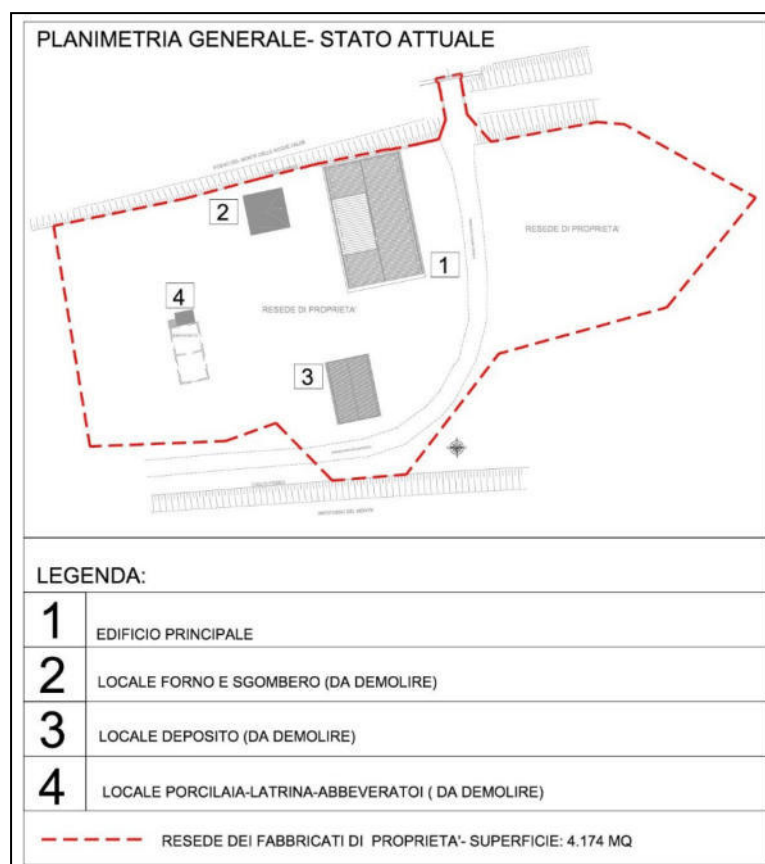 PLANIMETRIA GENERALE- STATO ATTUALE
2
1
RESEDE DI PROPRIETA'
4
RESEDE DI PROPRIETA'
3
LEGENDA:
1 EDIFICIO PRINCIPALE
2 LOCALE FORNO E SGOMBERO (DA DEMOLIRE)
3 LOCALE DEPOSITO (DA DEMOLIRE)
4 LOCALE PORCILAIA-LATRINA-ABBEVERATOI ( DA DEMOLIRE)
RESEDE DEI FABBRICATI DI PROPRIETA'- SUPERFICIE: 4.174 MQ